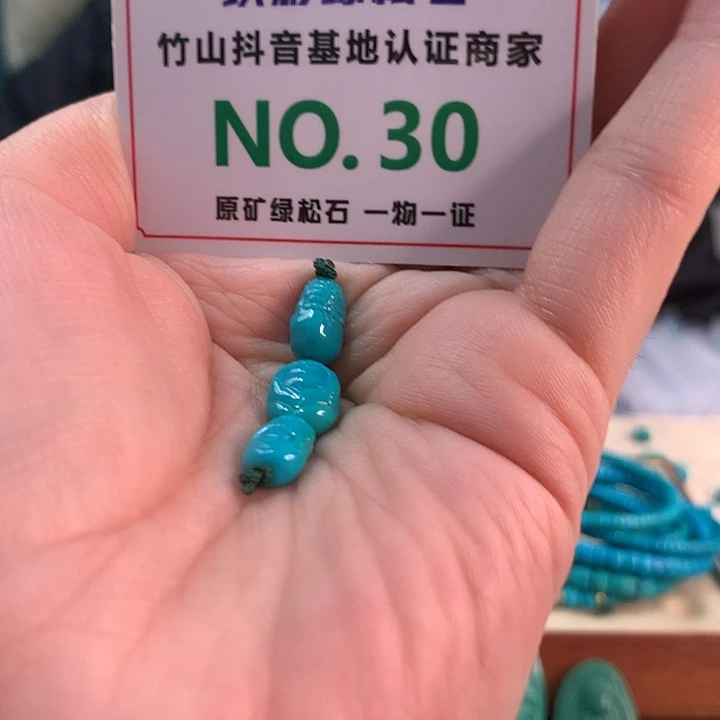 竹山抖音基地认证商家
NO. 30
原矿绿松石 一物一证